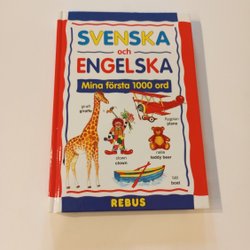 SVENSKA
och
ENGELSKA
Mina första 1000 ord
giraff
giraffe
flygplan
plane
clown
clown
nalle
teddy bear
båt
boat
REBUS